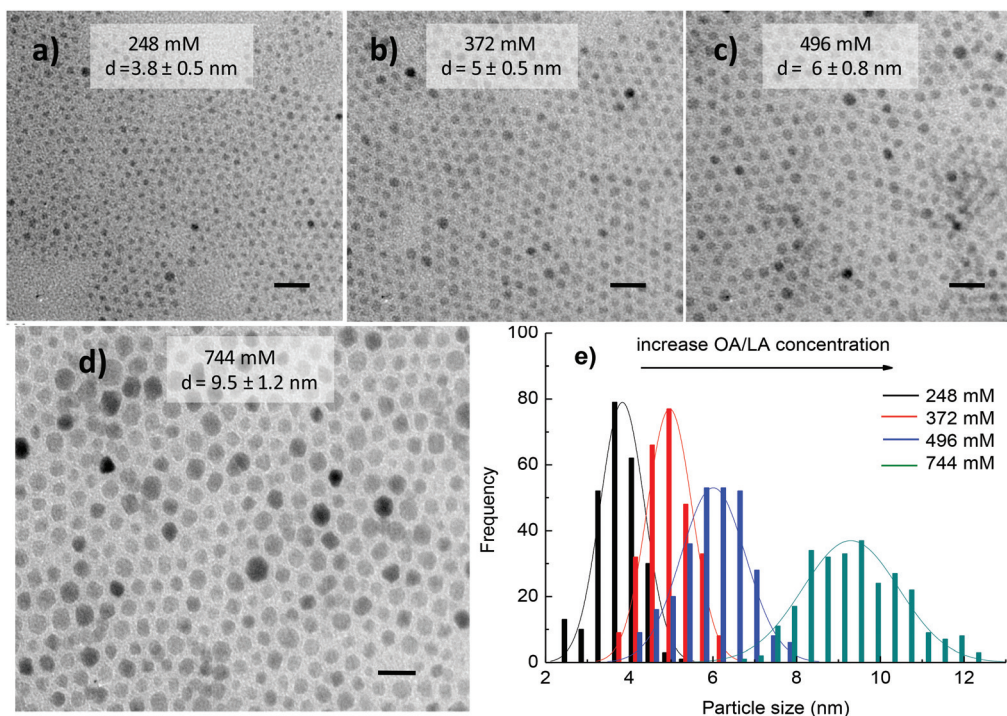 a)
248 mM
d =3.8 ± 0.5 nm
b)
372 mM
d = 5 ± 0.5 nm
c)
496 mM
d = 6 ± 0.8 nm
d)
744 mM
d = 9.5 ± 1.2 nm
e)
increase OA/LA concentration
248 mM
372 mM
496 mM
744 mM
100
80
60
40
20
0
Frequency
2 4 6 8 10 12
Particle size (nm)